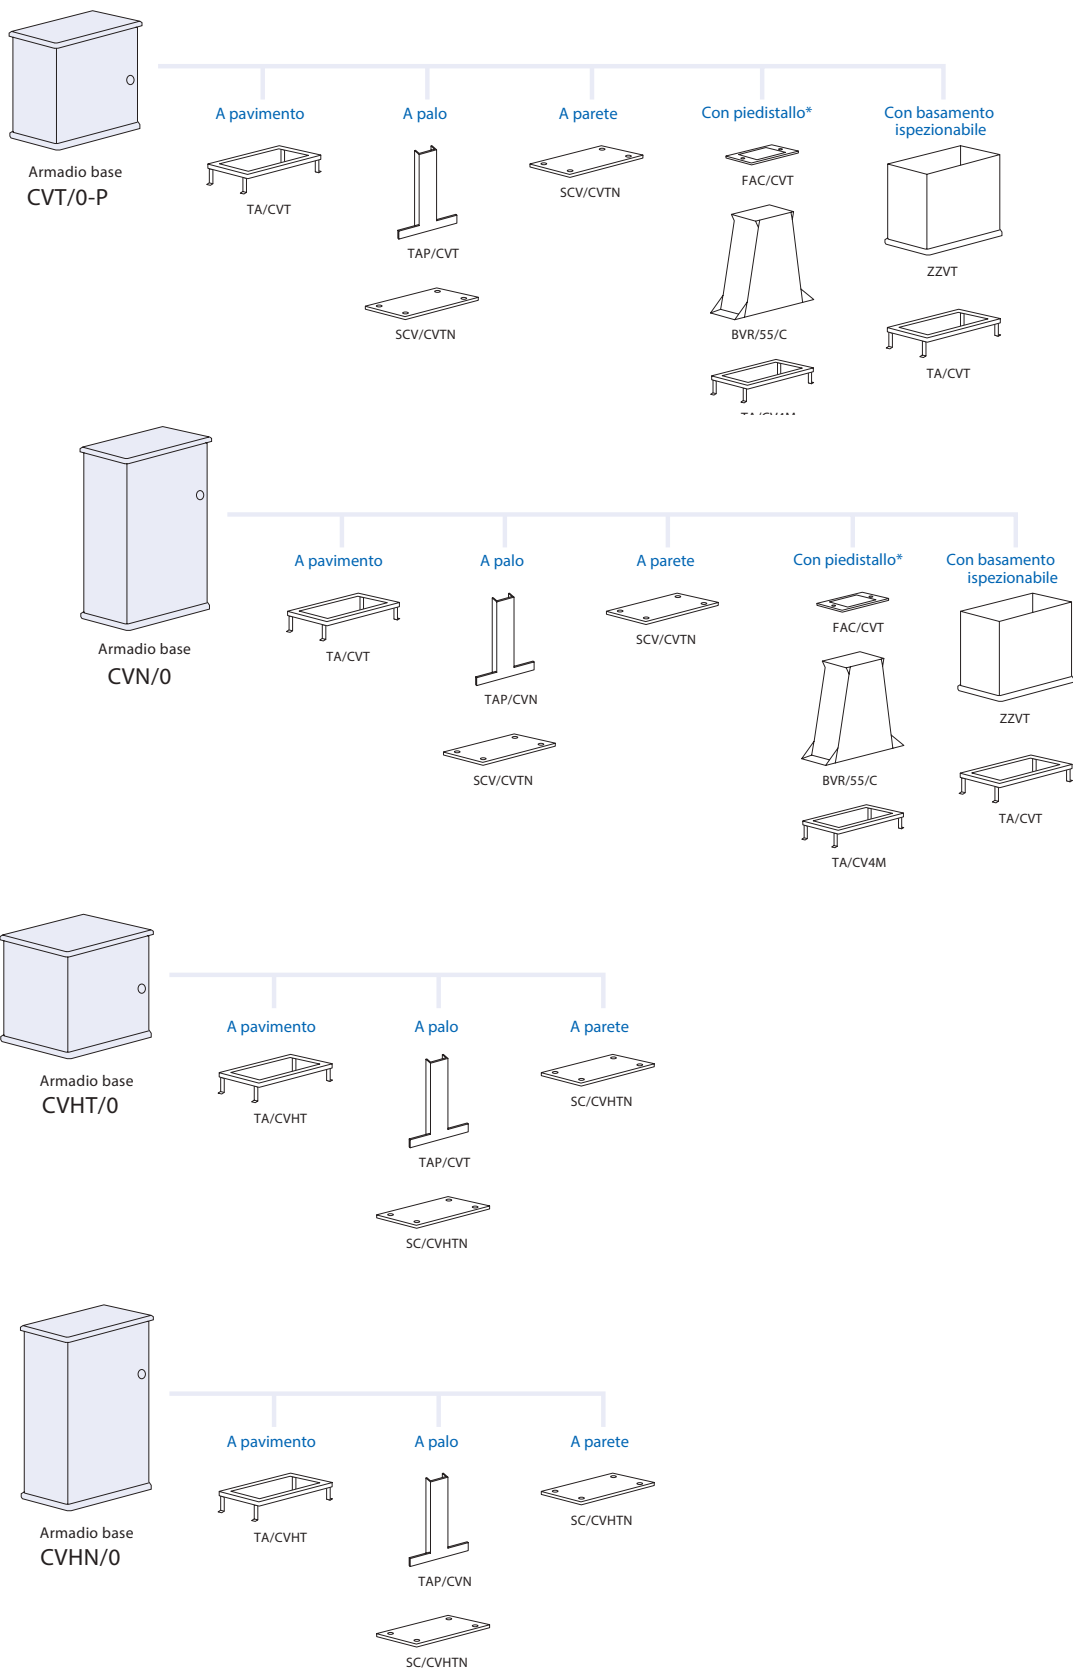 Armadio base
CVT/0-P
A pavimento
TA/CVT
A palo
TAP/CVT
SCV/CVTN
A parete
SCV/CVTN
Con piedistallo*
FAC/CVT
BVR/55/C
TA/CV4M
Con basamento
ispezionabile
ZZVT
TA/CVT
Armadio base
CVN/0
A pavimento
TA/CVT
A palo
TAP/CVN
SCV/CVTN
A parete
SCV/CVTN
Con piedistallo*
FAC/CVT
BVR/55/C
TA/CV4M
Con basamento
ispezionabile
ZZVT
TA/CVT
Armadio base
CVHT/0
A pavimento
TA/CVHT
A palo
TAP/CVT
SC/CVHTN
A parete
SC/CVHTN
Armadio base
CVHN/0
A pavimento
TA/CVHT
A palo
TAP/CVN
SC/CVHTN
A parete
SC/CVHTN